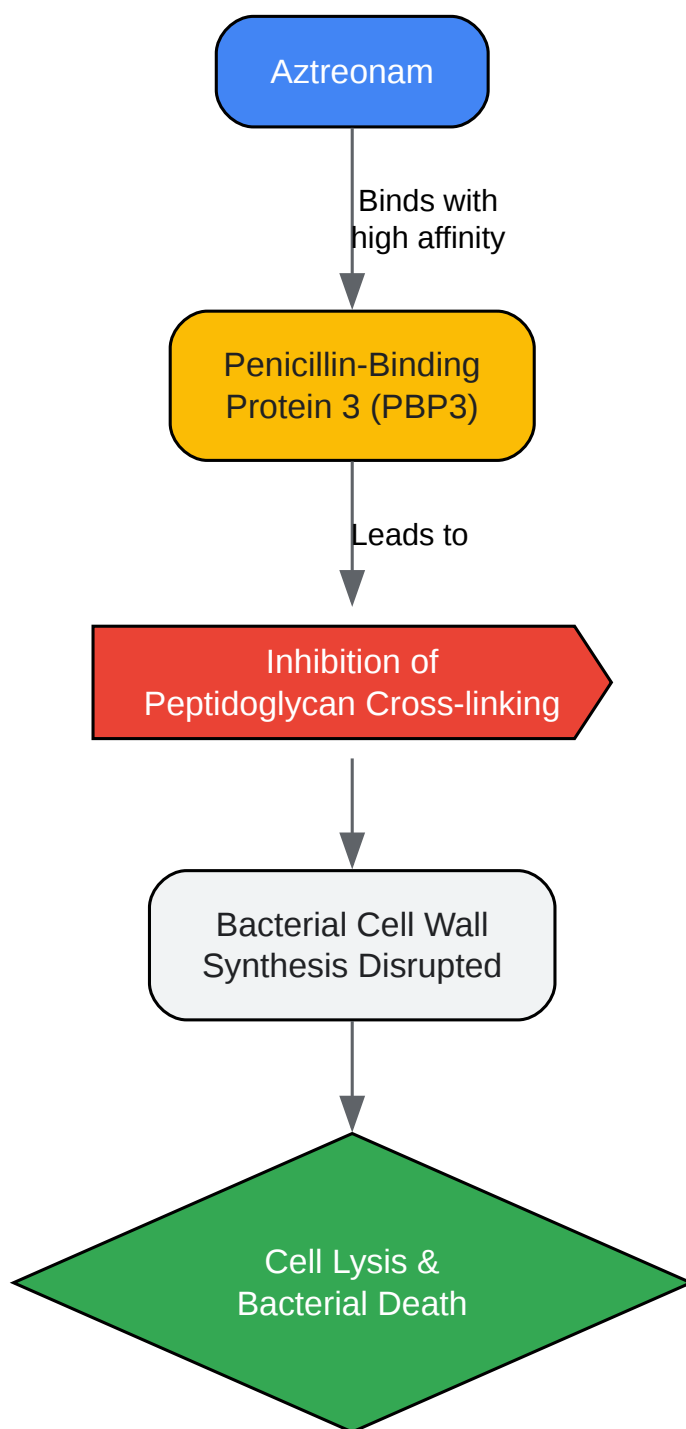 Aztreonam
Binds with
high affinity
Penicillin-Binding
Protein 3 (PBP3)
Leads to
Inhibition of
Peptidoglycan Cross-linking
Bacterial Cell Wall
Synthesis Disrupted
Cell Lysis &
Bacterial Death